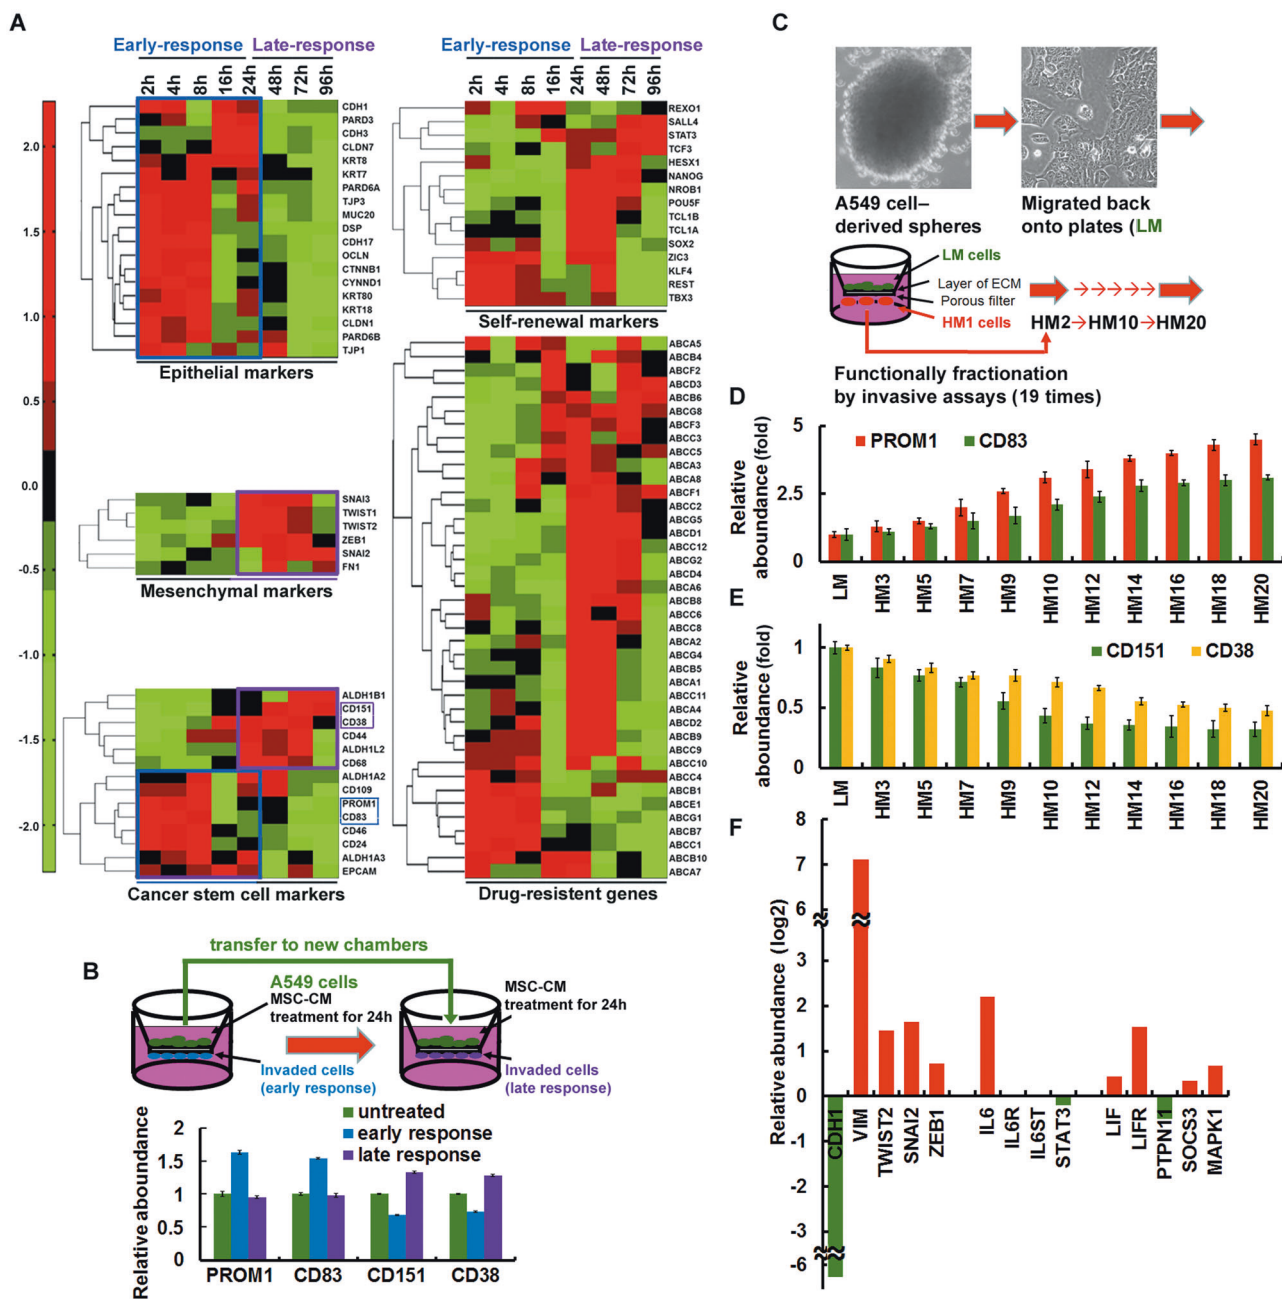 A
Early-response
Late-response
2h
4h
8h
16h
24h
48h
72h
96h
2.0
1.5
1.0
0.5
0.0
-0.5
-1.0
-1.5
-2.0
CDH1
PARD3
CDH3
CLDN7
KRT8
KRT7
PARD6A
TJP3
MUC20
DSP
CDH17
OCLN
CTNNB1
CYNND1
KRT80
KRT18
CLDN1
PARD6B
TJP1
Epithelial markers
SNAI3
TWIST1
TWIST2
ZEB1
SNAI2
FN1
Mesenchymal markers
ALDH1B1
CD151
CD38
CD44
ALDH1L2
CD68
ALDH1A2
CD109
PROM1
CD83
CD46
CD24
ALDH1A3
EPCAM
Cancer stem cell markers
Early-response
Late-response
2h
4h
8h
16h
24h
48h
72h
96h
REXO1
SALL4
STAT3
TCF3
HESX1
NANOG
NROB1
POU5F
TCL1B
TCL1A
SOX2
ZIC3
KLF4
REST
TBX3
Self-renewal markers
ABCA5
ABCB4
ABCF2
ABCD3
ABCB6
ABCG8
ABCF3
ABCC3
ABCC5
ABCA3
ABCA8
ABCF1
ABCC2
ABCG5
ABCD1
ABCC12
ABCG2
ABCD4
ABCA6
ABCB8
ABCC6
ABCC8
ABCA2
ABCG4
ABCB5
ABCA1
ABCC11
ABCA4
ABCD2
ABCB9
ABCC9
ABCC10
ABCC4
ABCB1
ABCE1
ABCG1
ABCB7
ABCC1
ABCB10
ABCA7
Drug-resistent genes
B
transfer to new chambers
A549 cells
MSC-CM
treatment for 24h
Invaded cells
(early response)
MSC-CM
treatment for 24h
Invaded cells
(late response)
untreated
early response
late response
Relative aboundance
2
1.5
1
0.5
0
PROM1
CD83
CD151
CD38
C
A549 cell–
derived spheres
Migrated back
onto plates (LM
LM cells
Layer of ECM
Porous filter
HM1 cells
HM2→HM10→HM20
Functionally fractionation
by invasive assays (19 times)
D
PROM1
CD83
Relative
aboundance (fold)
5
2.5
0
LM
HM3
HM5
HM7
HM9
HM10
HM12
HM14
HM16
HM18
HM20
E
CD151
CD38
Relative
aboundance (fold)
1
0.5
0
LM
HM3
HM5
HM7
HM9
HM10
HM12
HM14
HM16
HM18
HM20
F
Relative abundance (log2)
8
7
6
3
2
1
0
-1
-2
-3
-6
CDH1
VIM
TWIST2
SNAI2
ZEB1
IL6
IL6R
IL6ST
STAT3
LIF
LIFR
PTPN11
SOCS3
MAPK1